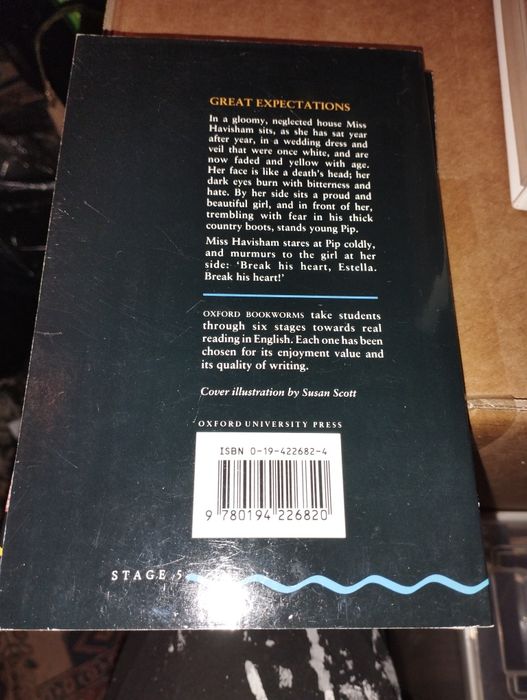 GREAT EXPECTATIONS
In a gloomy, neglected house Miss
Havisham sits, as she has sat year
after year, in a wedding dress and
veil that were once white, and are
now faded and yellow with age.
Her face is like a death's head; her
dark eyes burn with bitterness and
hate. By her side sits a proud and
beautiful girl, and in front of her,
trembling with fear in his thick
country boots, stands young Pip.
Miss Havisham stares at Pip coldly,
and murmurs to the girl at her
side: 'Break his heart, Estella.
Break his heart!'
OXFORD BOOKWORMS take students
through six stages towards real
reading in English. Each one has been
chosen for its enjoyment value and
its quality of writing.
Cover illustration by Susan Scott
OXFORD UNIVERSITY PRESS
ISBN 0-19-422682-4
9 780194 226820
STAGE 5